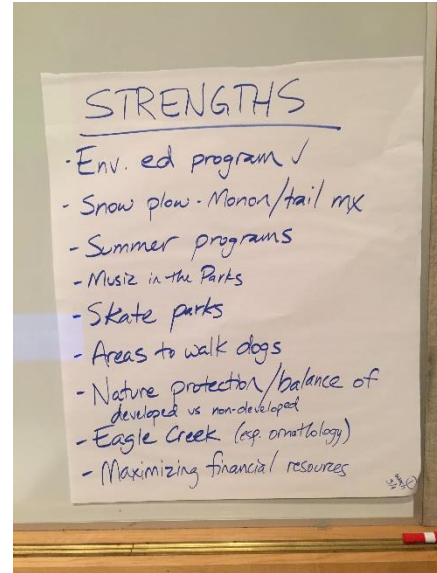 STRENGTHS
- Env. ed program ✓
- Snow plow - Monon/trail mx
- Summer programs
- Music in the Parks
- Skate parks
- Areas to walk dogs
- Nature protection/balance of
developed vs non-developed
- Eagle Creek (esp. ornothology)
- Maximizing financial resources